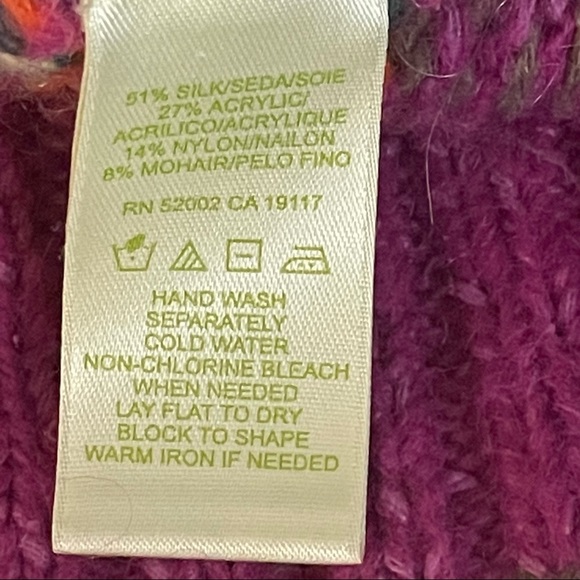 51% SILK/SEDA/SOIE
27% ACRYLIC/
ACRILICO/ACRYLIQUE
14% NYLON/NAILON
8% MOHAIR/PELO FINO
RN 52002 CA 19117
HAND WASH
SEPARATELY
COLD WATER
NON-CHLORINE BLEACH
WHEN NEEDED
LAY FLAT TO DRY
BLOCK TO SHAPE
WARM IRON IF NEEDED